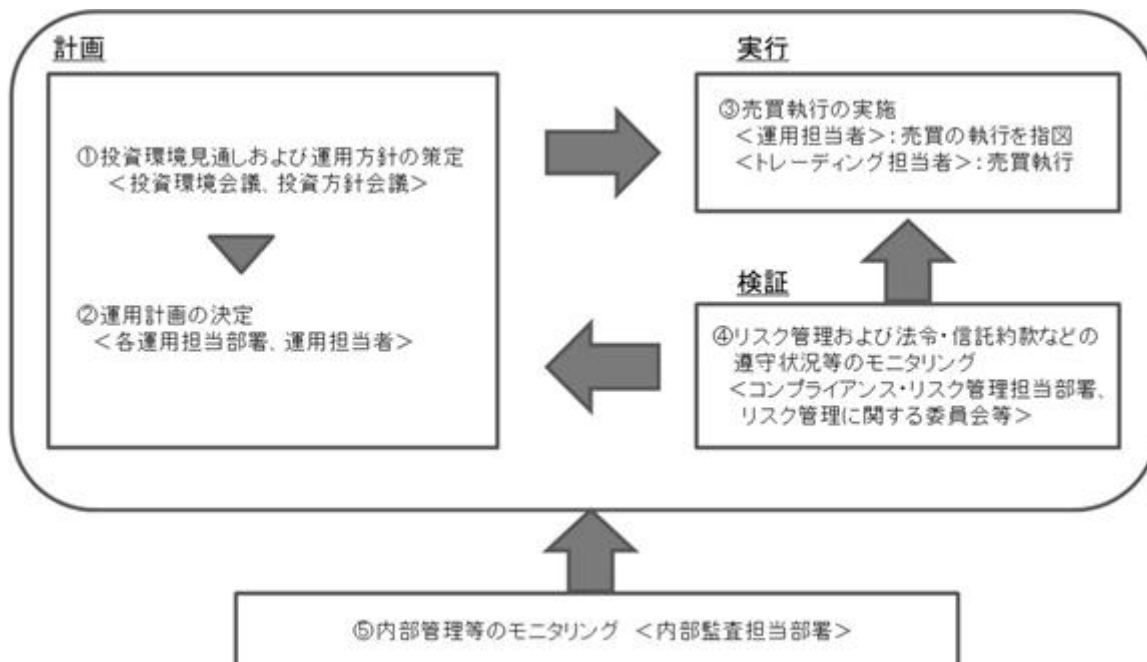 計画
①投資環境見通しおよび運用方針の策定
＜投資環境会議、投資方針会議＞
②運用計画の決定
＜各運用担当部署、運用担当者＞
実行
③売買執行の実施
＜運用担当者＞：売買の執行を指図
＜トレーディング担当者＞：売買執行
検証
④リスク管理および法令・信託約款などの
遵守状況等のモニタリング
＜コンプライアンス・リスク管理担当部署、
リスク管理に関する委員会等＞
⑤内部管理等のモニタリング ＜内部監査担当部署＞